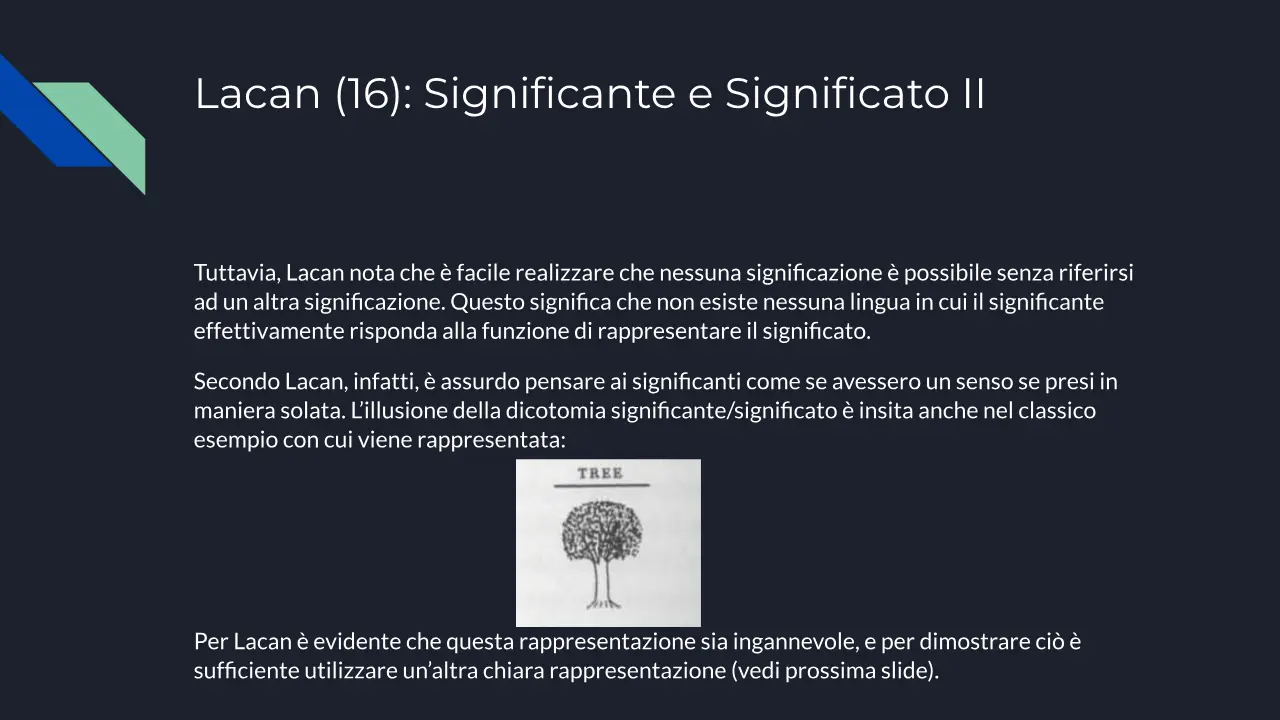 Lacan (16): Significante e Significato II
Tuttavia, Lacan nota che è facile realizzare che nessuna significazione è possibile senza riferirsi
ad un altra significazione. Questo significa che non esiste nessuna lingua in cui il significante
effettivamente risponda alla funzione di rappresentare il significato.
Secondo Lacan, infatti, è assurdo pensare ai significanti come se avessero un senso se presi in
maniera solata. L’illusione della dicotomia significante/significato è insita anche nel classico
esempio con cui viene rappresentata:
TREE
Per Lacan è evidente che questa rappresentazione sia ingannevole, e per dimostrare ciò è
sufficiente utilizzare un’altra chiara rappresentazione (vedi prossima slide).